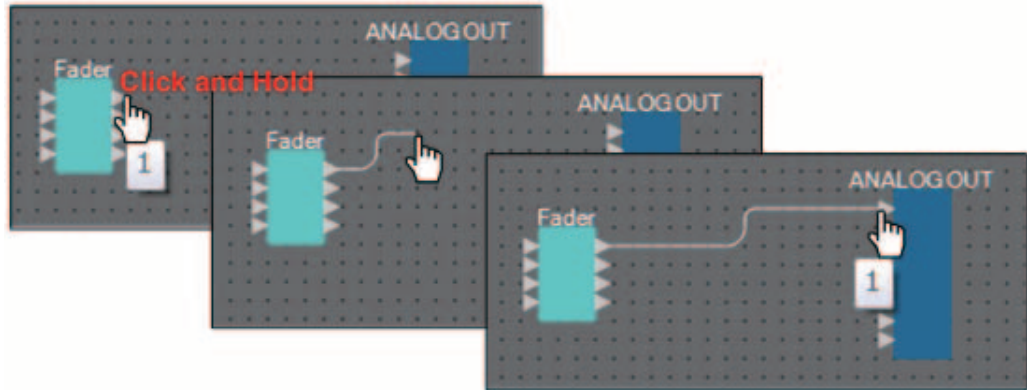 ANALOG OUT
Fader
Click and Hold
1
ANALOG OUT
Fader
ANALOG OUT
Fader
1